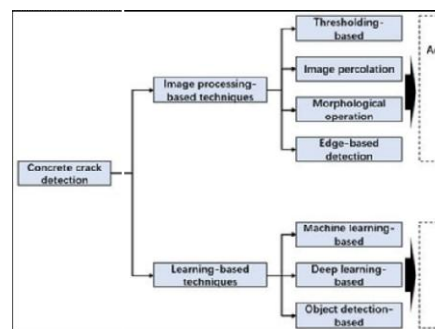 Thresholding-
based
Image processing-
based techniques
Image percolation
Morphological
operation
Edge-based
detection
Concrete crack
detection
Machine learning-
based
Learning-based
techniques
Deep learning-
based
Object detection-
based